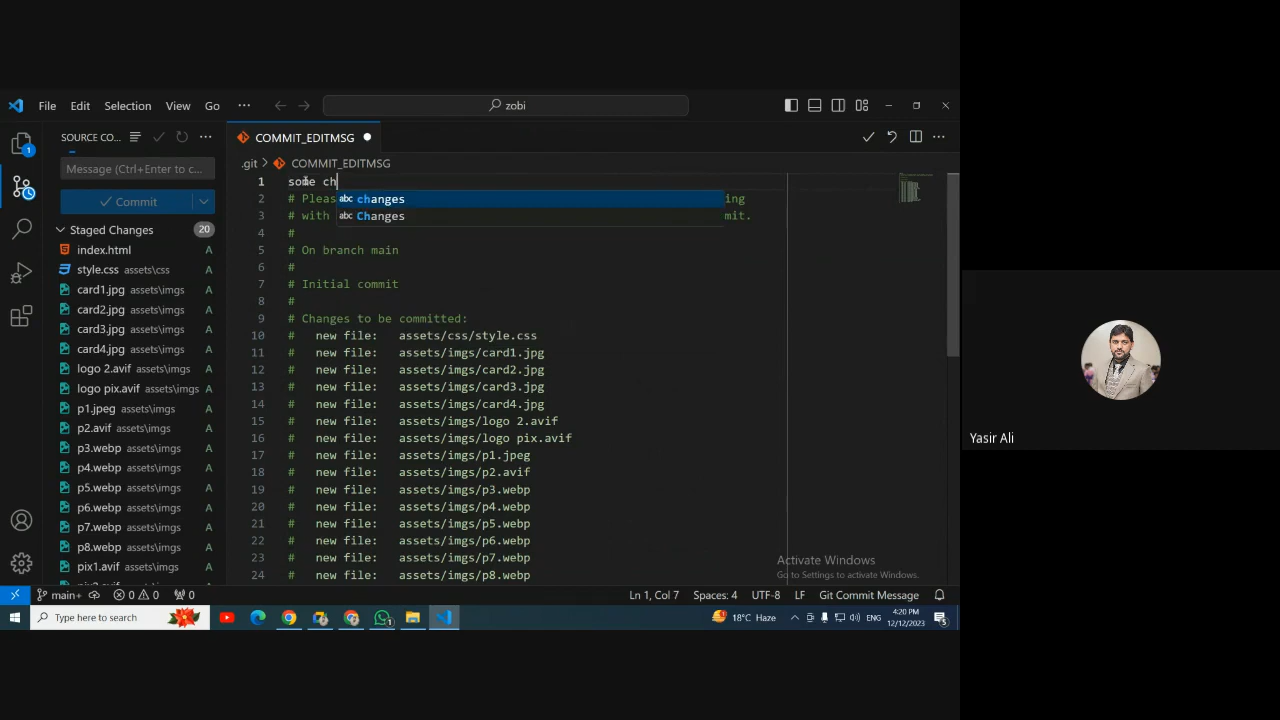 File Edit Selection View Go ··· zobi
SOURCE CO... ··· COMMIT_EDITMSG
.git > COMMIT_EDITMSG
Message (Ctrl+Enter to c...
Commit
Staged Changes 20
index.html A
style.css assets\css A
card1.jpg assets\imgs A
card2.jpg assets\imgs A
card3.jpg assets\imgs A
card4.jpg assets\imgs A
logo 2.avif assets\imgs A
logo pix.avif assets\imgs A
p1.jpeg assets\imgs A
p2.avif assets\imgs A
p3.webp assets\imgs A
p4.webp assets\imgs A
p5.webp assets\imgs A
p6.webp assets\imgs A
p7.webp assets\imgs A
p8.webp assets\imgs A
pix1.avif assets\imgs A
1 some ch
abc changes
abc Changes
2 # Pleas ing
3 # with mit.
4 #
5 # On branch main
6 #
7 # Initial commit
8 #
9 # Changes to be committed:
10 # new file: assets/css/style.css
11 # new file: assets/imgs/card1.jpg
12 # new file: assets/imgs/card2.jpg
13 # new file: assets/imgs/card3.jpg
14 # new file: assets/imgs/card4.jpg
15 # new file: assets/imgs/logo 2.avif
16 # new file: assets/imgs/logo pix.avif
17 # new file: assets/imgs/p1.jpeg
18 # new file: assets/imgs/p2.avif
19 # new file: assets/imgs/p3.webp
20 # new file: assets/imgs/p4.webp
21 # new file: assets/imgs/p5.webp
22 # new file: assets/imgs/p6.webp
23 # new file: assets/imgs/p7.webp
24 # new file: assets/imgs/p8.webp
Activate Windows
Go to Settings to activate Windows.
main+ 0 0 0 Ln 1, Col 7 Spaces: 4 UTF-8 LF Git Commit Message
Type here to search 18°C Haze ENG 4:20 PM
12/12/2023
Yasir Ali